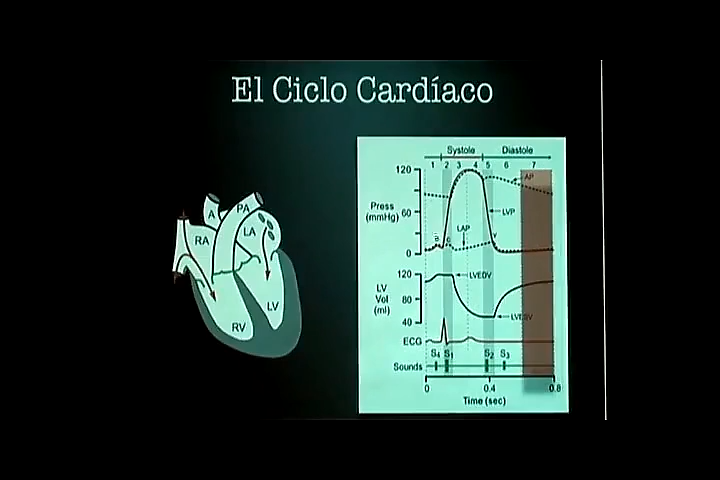 El Ciclo Cardíaco
A
PA
RA
LA
LV
RV
Systole Diastole
1 2 3 4 5 6 7
120
60
0
Press
(mmHg)
AP
LVP
LAP
a c v
LV
Vol
(ml)
120
80
40
LVEDV
LVESV
ECG
Sounds
S4 S1 S2 S3
0 0.4 0.8
Time (sec)